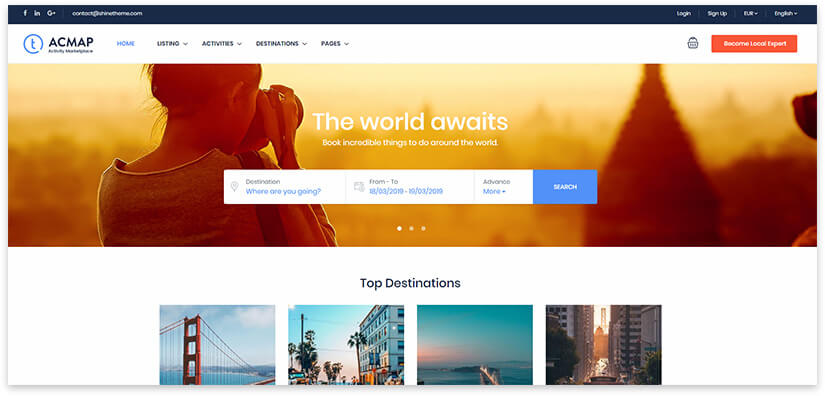 contact@shinetheme.com Login Sign Up EUR English
ACMAP
Activity Marketplace
HOME LISTING ACTIVITIES DESTINATIONS PAGES Become Local Expert
The world awaits
Book incredible things to do around the world.
Destination From - To Advance
Where are you going? 18/03/2019 - 19/03/2019 More SEARCH
Top Destinations